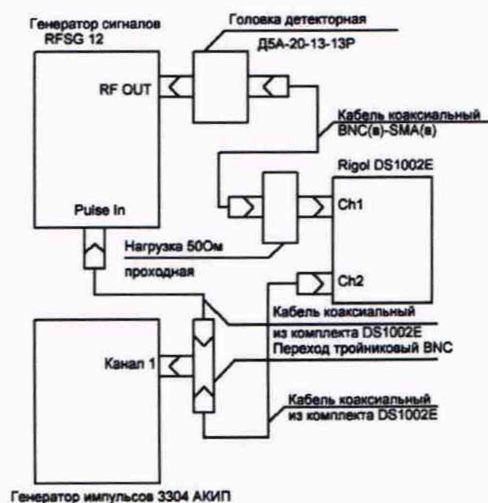 Генератор сигналов
RFSG 12
Головка детекторная
Д5А-20-13-13Р
RF OUT
Кабель коаксиальный
BNC(в)-SMA(в)
Rigol DS1002E
Pulse In
Ch1
Нагрузка 50Ом
проходная
Ch2
Кабель коаксиальный
из комплекта DS1002E
Переход тройниковый BNC
Канал 1
Кабель коаксиальный
из комплекта DS1002E
Генератор импульсов 3304 АКИП